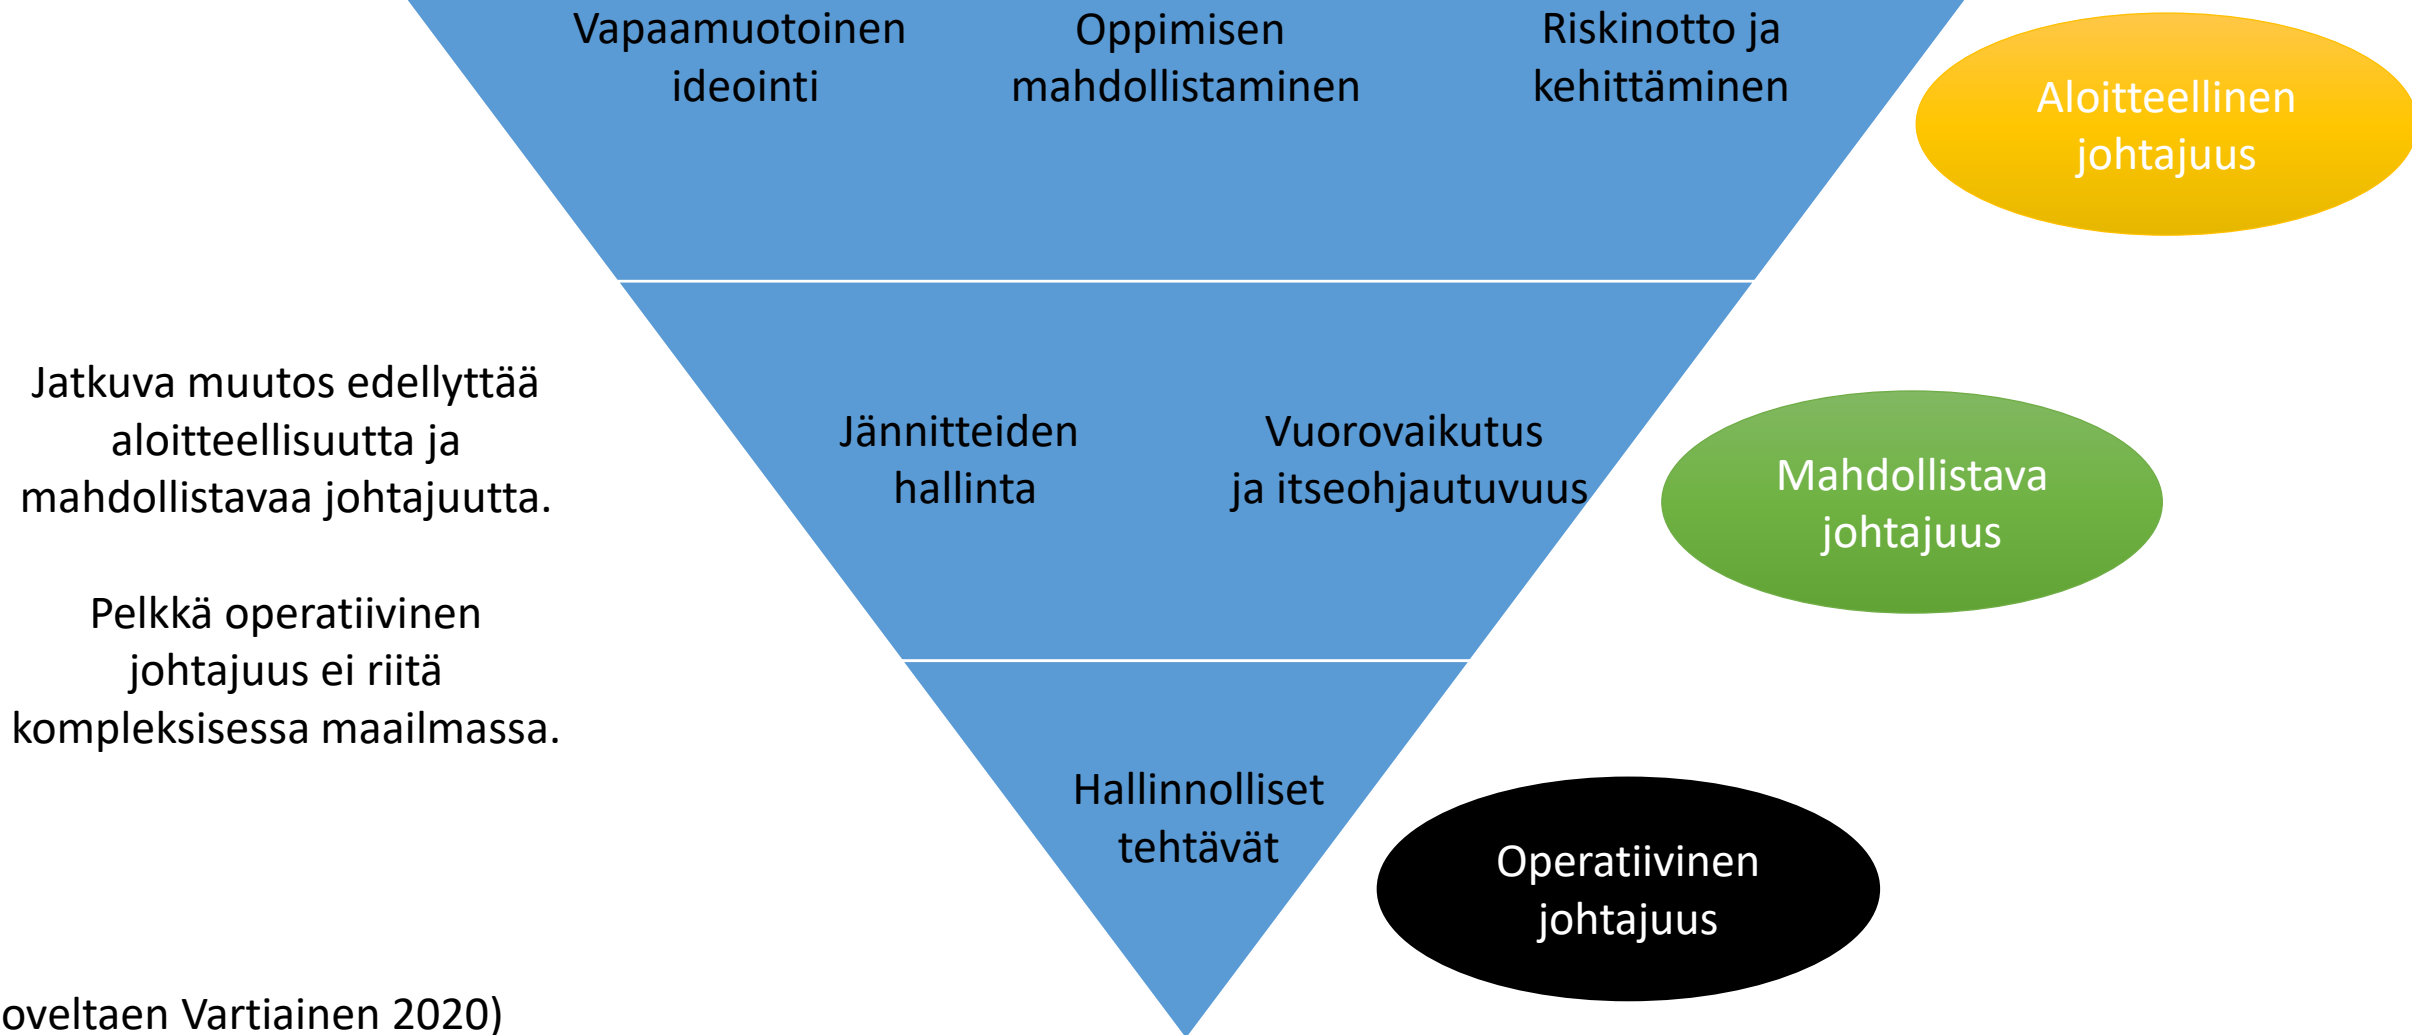 Vapaamuotoinen
ideointi
Oppimisen
mahdollistaminen
Riskinotto ja
kehittäminen
Aloitteellinen
johtajuus
Jatkuva muutos edellyttää
aloitteellisuutta ja
mahdollistavaa johtajuutta.
Pelkkä operatiivinen
johtajuus ei riitä
kompleksisessa maailmassa.
Jännitteiden
hallinta
Vuorovaikutus
ja itseohjautuvuus
Mahdollistava
johtajuus
Hallinnolliset
tehtävät
Operatiivinen
johtajuus
oveltaen Vartiainen 2020)